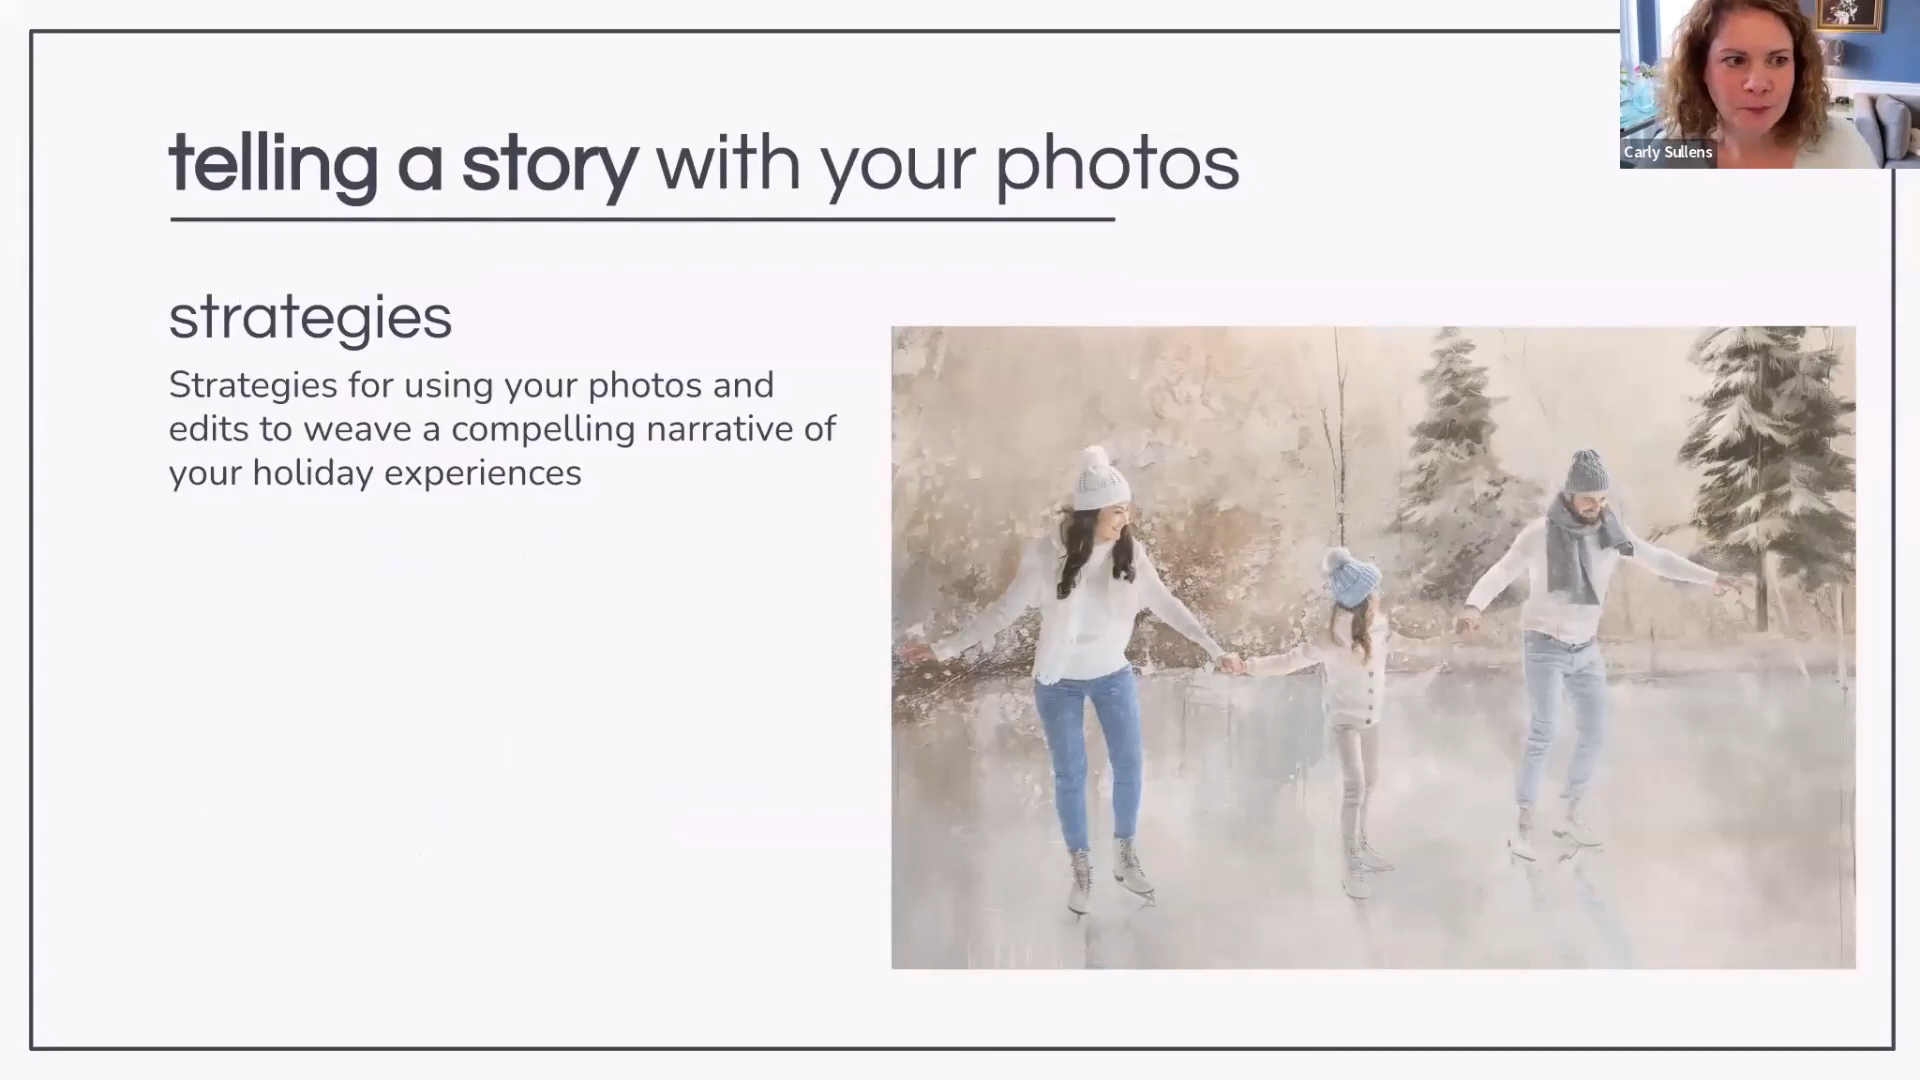 telling a story with your photos
Carly Sullens
strategies
Strategies for using your photos and
edits to weave a compelling narrative of
your holiday experiences